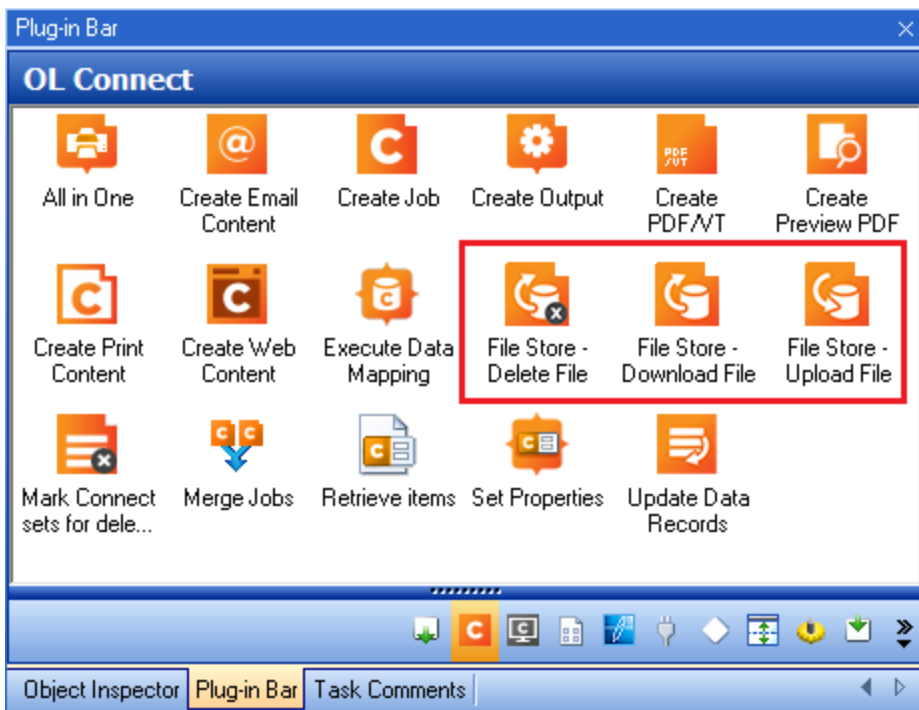 Plug-in Bar
OL Connect
All in One
Create Email
Content
Create Job
Create Output
PDF
/VT
Create
PDF/VT
Create
Preview PDF
Create Print
Content
Create Web
Content
Execute Data
Mapping
File Store -
Delete File
File Store -
Download File
File Store -
Upload File
Mark Connect
sets for dele...
Merge Jobs
Retrieve items
Set Properties
Update Data
Records
Object Inspector
Plug-in Bar
Task Comments